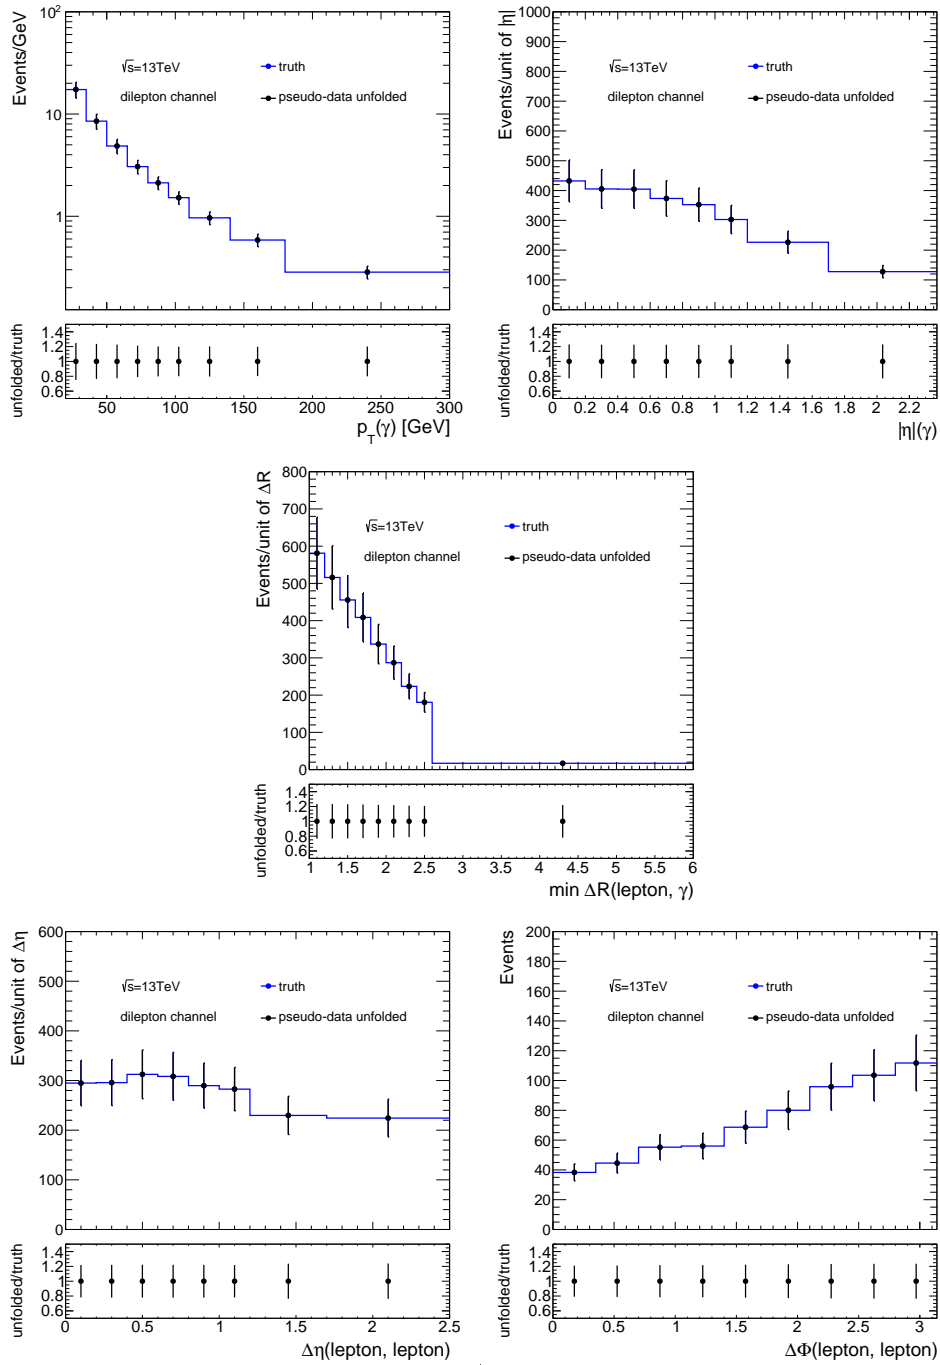 Events/GeV
10²
10
1
√s=13TeV
truth
dilepton channel
pseudo-data unfolded
unfolded/truth
1.4
1.2
1
0.8
0.6
50 100 150 200 250 300
p_T(γ) [GeV]
Events/unit of |η|
1000
900
800
700
600
500
400
300
200
100
0
√s=13TeV
truth
dilepton channel
pseudo-data unfolded
unfolded/truth
1.4
1.2
1
0.8
0.6
0 0.2 0.4 0.6 0.8 1 1.2 1.4 1.6 1.8 2 2.2
|η|(γ)
Events/unit of ΔR
800
700
600
500
400
300
200
100
0
√s=13TeV
truth
dilepton channel
pseudo-data unfolded
unfolded/truth
1.4
1.2
1
0.8
0.6
1 1.5 2 2.5 3 3.5 4 4.5 5 5.5 6
min ΔR(lepton, γ)
Events/unit of Δη
600
500
400
300
200
100
0
√s=13TeV
truth
dilepton channel
pseudo-data unfolded
unfolded/truth
1.4
1.2
1
0.8
0.6
0 0.5 1 1.5 2 2.5
Δη(lepton, lepton)
Events
200
180
160
140
120
100
80
60
40
20
0
√s=13TeV
truth
dilepton channel
pseudo-data unfolded
unfolded/truth
1.4
1.2
1
0.8
0.6
0 0.5 1 1.5 2 2.5 3
ΔΦ(lepton, lepton)